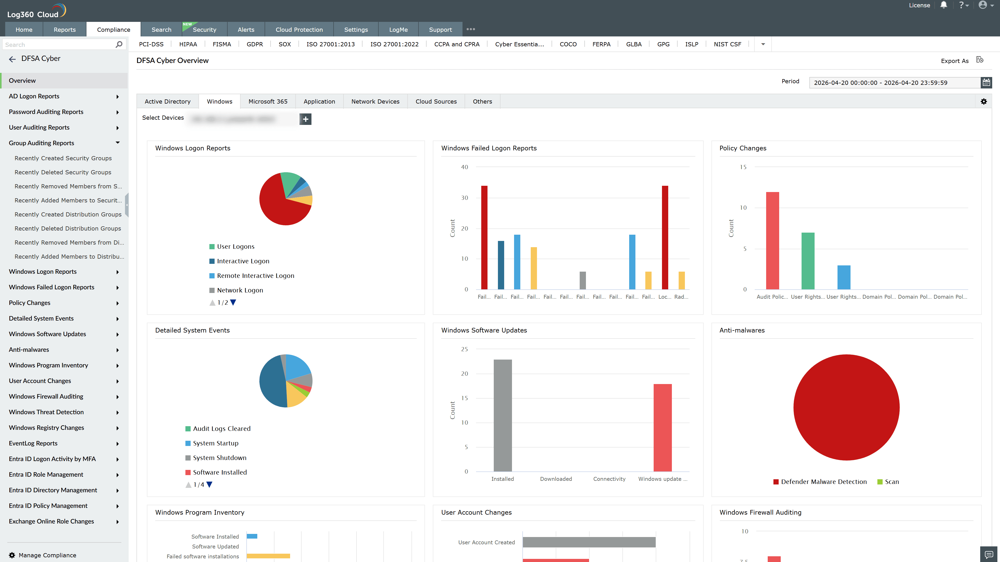 Log360 Cloud
License
?
Home
Reports
Compliance
Search
NEW
Security
Alerts
Cloud Protection
Settings
LogMe
Support
Search
PCI-DSS
HIPAA
FISMA
GDPR
SOX
ISO 27001:2013
ISO 27001:2022
CCPA and CPRA
Cyber Essentia...
COCO
FERPA
GLBA
GPG
ISLP
NIST CSF
DFSA Cyber
Overview
AD Logon Reports
Password Auditing Reports
User Auditing Reports
Group Auditing Reports
Recently Created Security Groups
Recently Deleted Security Groups
Recently Removed Members from S...
Recently Added Members to Securit...
Recently Created Distribution Groups
Recently Deleted Distribution Groups
Recently Removed Members from Di...
Recently Added Members to Distribu...
Windows Logon Reports
Windows Failed Logon Reports
Policy Changes
Detailed System Events
Windows Software Updates
Anti-malwares
Windows Program Inventory
User Account Changes
Windows Firewall Auditing
Windows Threat Detection
Windows Registry Changes
EventLog Reports
Entra ID Logon Activity by MFA
Entra ID Role Management
Entra ID Directory Management
Entra ID Policy Management
Exchange Online Role Changes
Manage Compliance
DFSA Cyber Overview
Export As
Period
2026-04-20 00:00:00 - 2026-04-20 23:59:59
Active Directory
Windows
Microsoft 365
Application
Network Devices
Cloud Sources
Others
Select Devices
Windows Logon Reports
User Logons
Interactive Logon
Remote Interactive Logon
Network Logon
1/2
Windows Failed Logon Reports
40
30
20
10
0
Count
Fail...
Fail...
Fail...
Fail...
Fail...
Fail...
Fail...
Fail...
Fail...
Fail...
Fail...
Loc...
Rad...
Policy Changes
15
10
5
0
Count
Audit Polic...
User Rights...
User Rights...
Domain Pol...
Domain Pol...
Domain Pol...
Detailed System Events
Audit Logs Cleared
System Startup
System Shutdown
Software Installed
1/4
Windows Software Updates
25
20
15
10
5
0
Count
Installed
Downloaded
Connectivity
Windows update ...
Anti-malwares
Defender Malware Detection
Scan
Windows Program Inventory
Software Installed
Software Updated
Failed software installations
User Account Changes
User Account Created
Windows Firewall Auditing
10
7.5